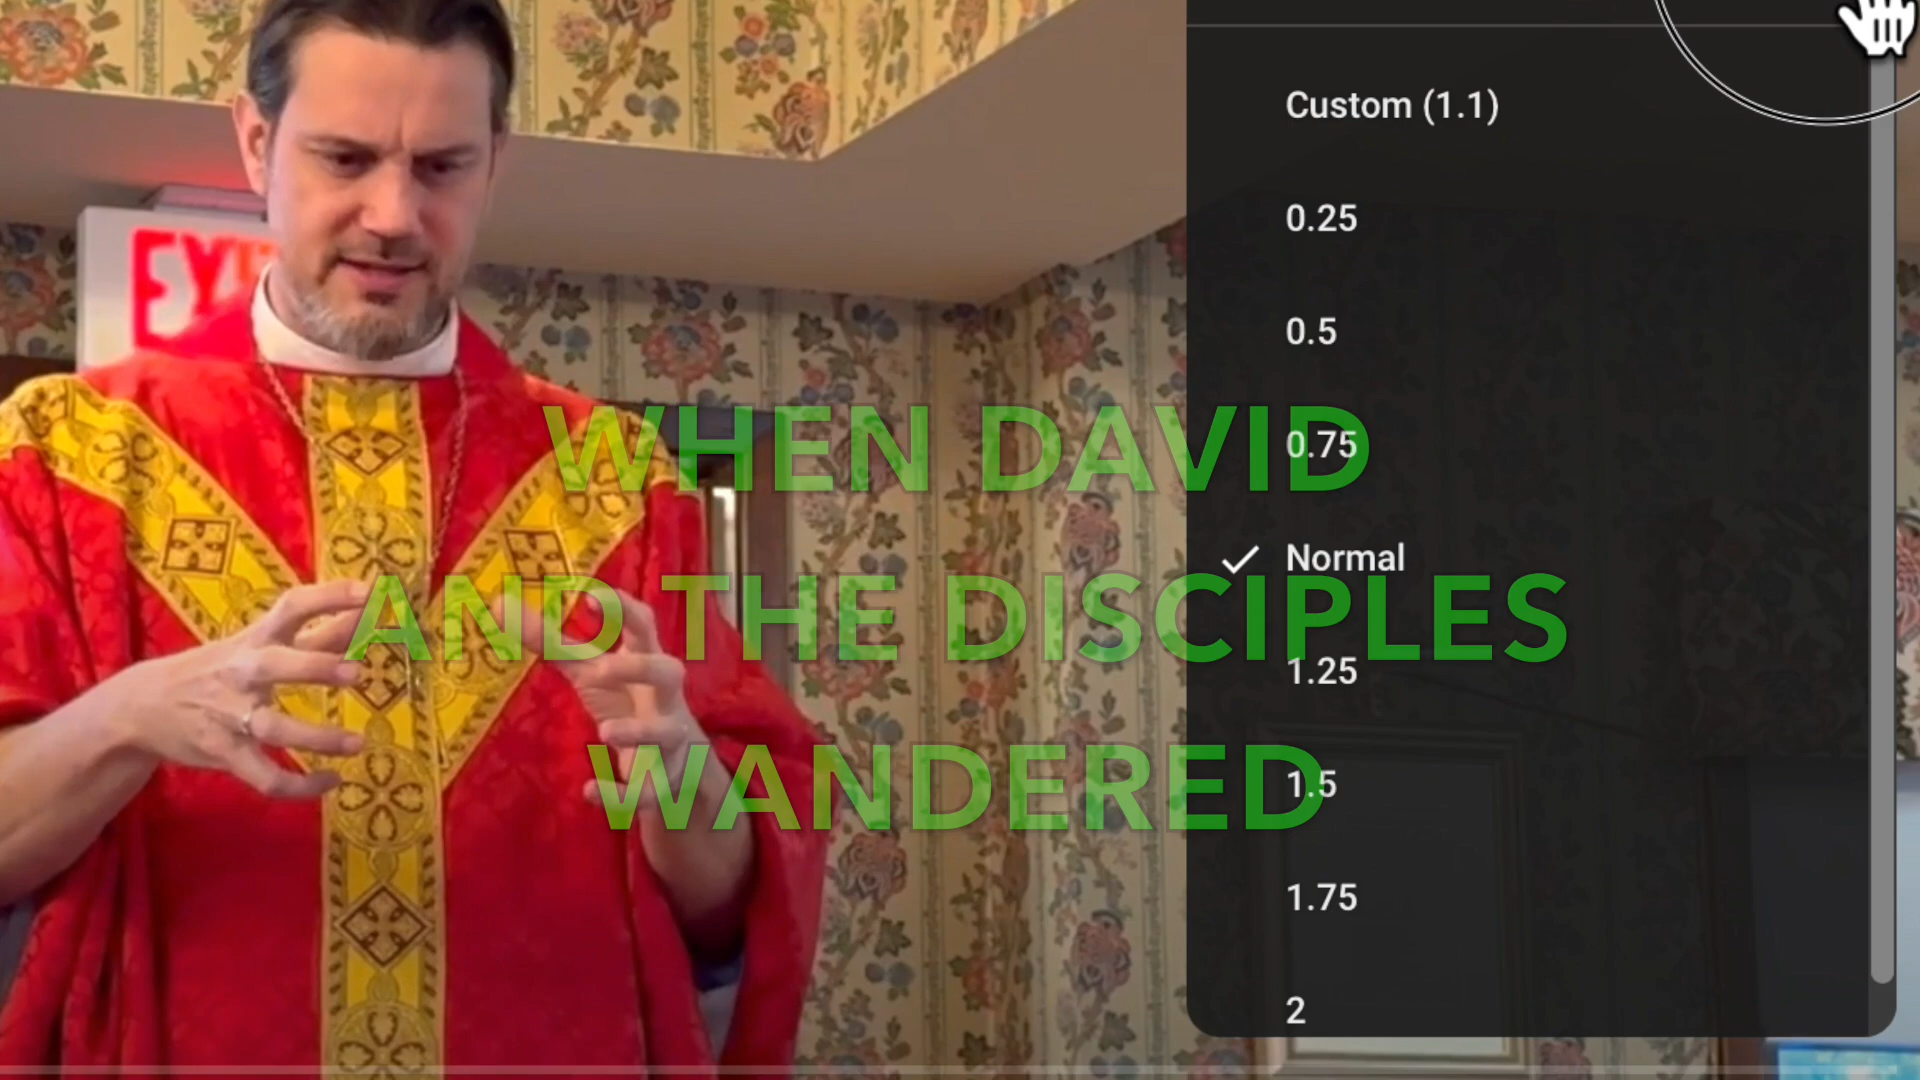 EXIT
Custom (1.1)
0.25
0.5
0.75
Normal
1.25
1.5
1.75
2
WHEN DAVID
AND THE DISCIPLES
WANDERED